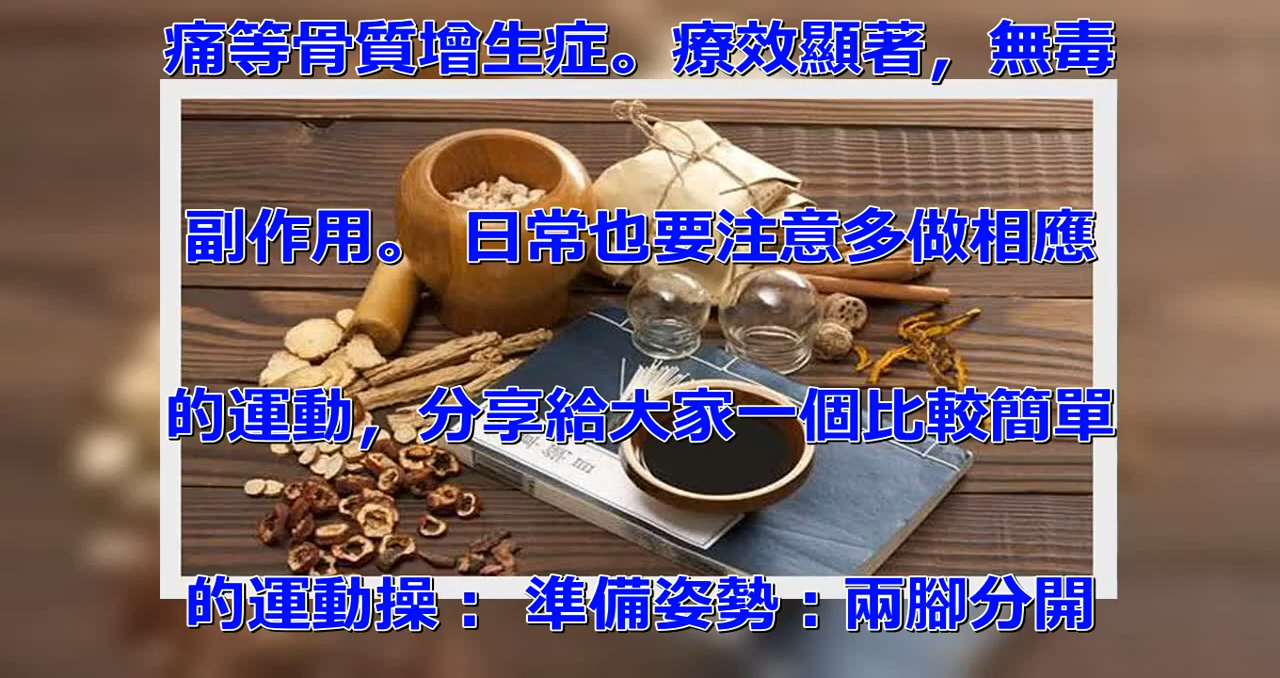 痛等骨質增生症。療效顯著，無毒
副作用。 日常也要注意多做相應
的運動，分享給大家一個比較簡單
的運動操： 準備姿勢：兩腳分開